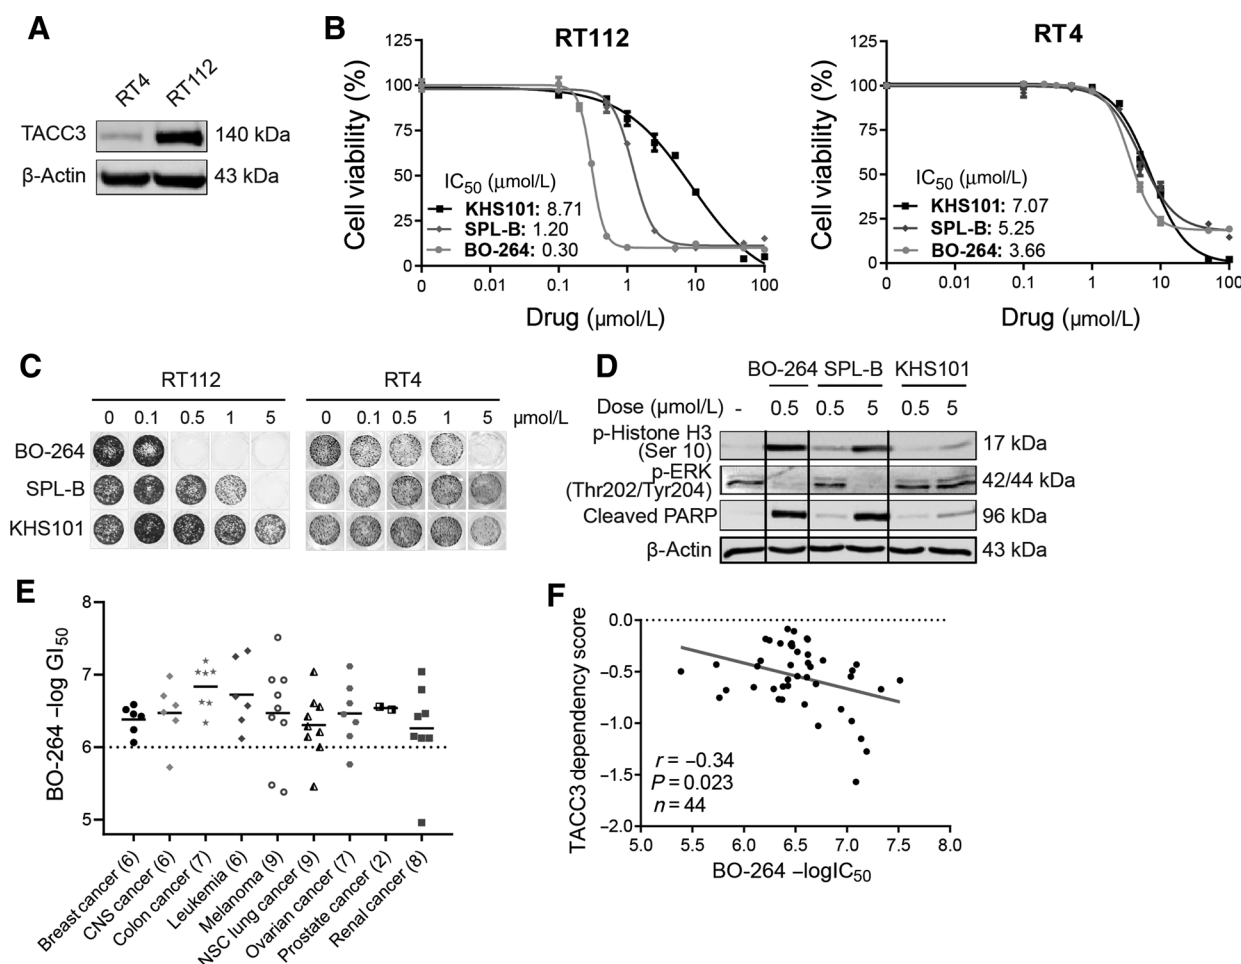 A
RT4
RT112
TACC3
140 kDa
β-Actin
43 kDa
B
RT112
Cell viability (%)
125
100
75
50
25
0
IC50 (μmol/L)
KHS101: 8.71
SPL-B: 1.20
BO-264: 0.30
0 0.01 0.1 1 10 100
Drug (μmol/L)
RT4
Cell viability (%)
125
100
75
50
25
0
IC50 (μmol/L)
KHS101: 7.07
SPL-B: 5.25
BO-264: 3.66
0 0.01 0.1 1 10 100
Drug (μmol/L)
C
RT112
RT4
0 0.1 0.5 1 5
0 0.1 0.5 1 5 μmol/L
BO-264
SPL-B
KHS101
D
BO-264 SPL-B KHS101
Dose (μmol/L) - 0.5 0.5 5 0.5 5
p-Histone H3
(Ser 10)
17 kDa
p-ERK
(Thr202/Tyr204)
42/44 kDa
Cleaved PARP
96 kDa
β-Actin
43 kDa
E
BO-264 –log GI50
8
7
6
5
Breast cancer (6)
CNS cancer (6)
Colon cancer (7)
Leukemia (6)
Melanoma (9)
NSC lung cancer (9)
Ovarian cancer (7)
Prostate cancer (2)
Renal cancer (8)
F
TACC3 dependency score
0.0
−0.5
−1.0
−1.5
−2.0
r = −0.34
P = 0.023
n = 44
5.0 5.5 6.0 6.5 7.0 7.5 8.0
BO-264 –logIC50